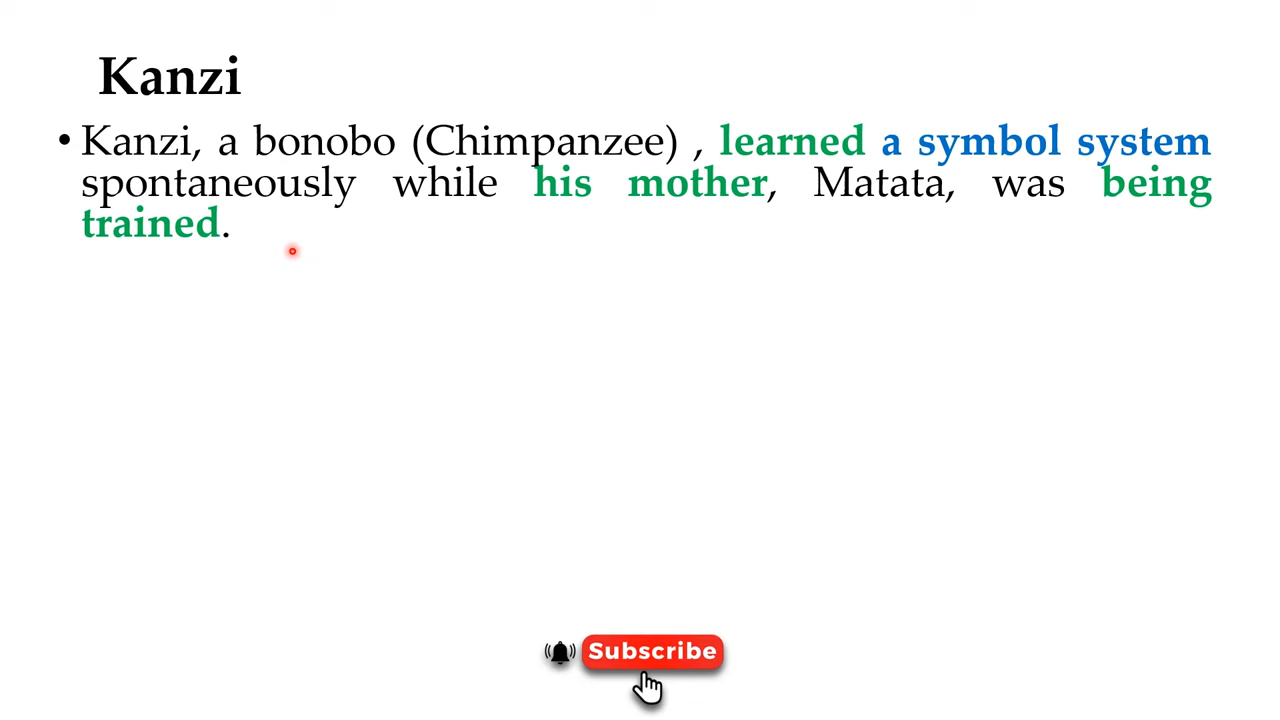 Kanzi
• Kanzi, a bonobo (Chimpanzee) , learned a symbol system
spontaneously while his mother, Matata, was being
trained.
Subscribe